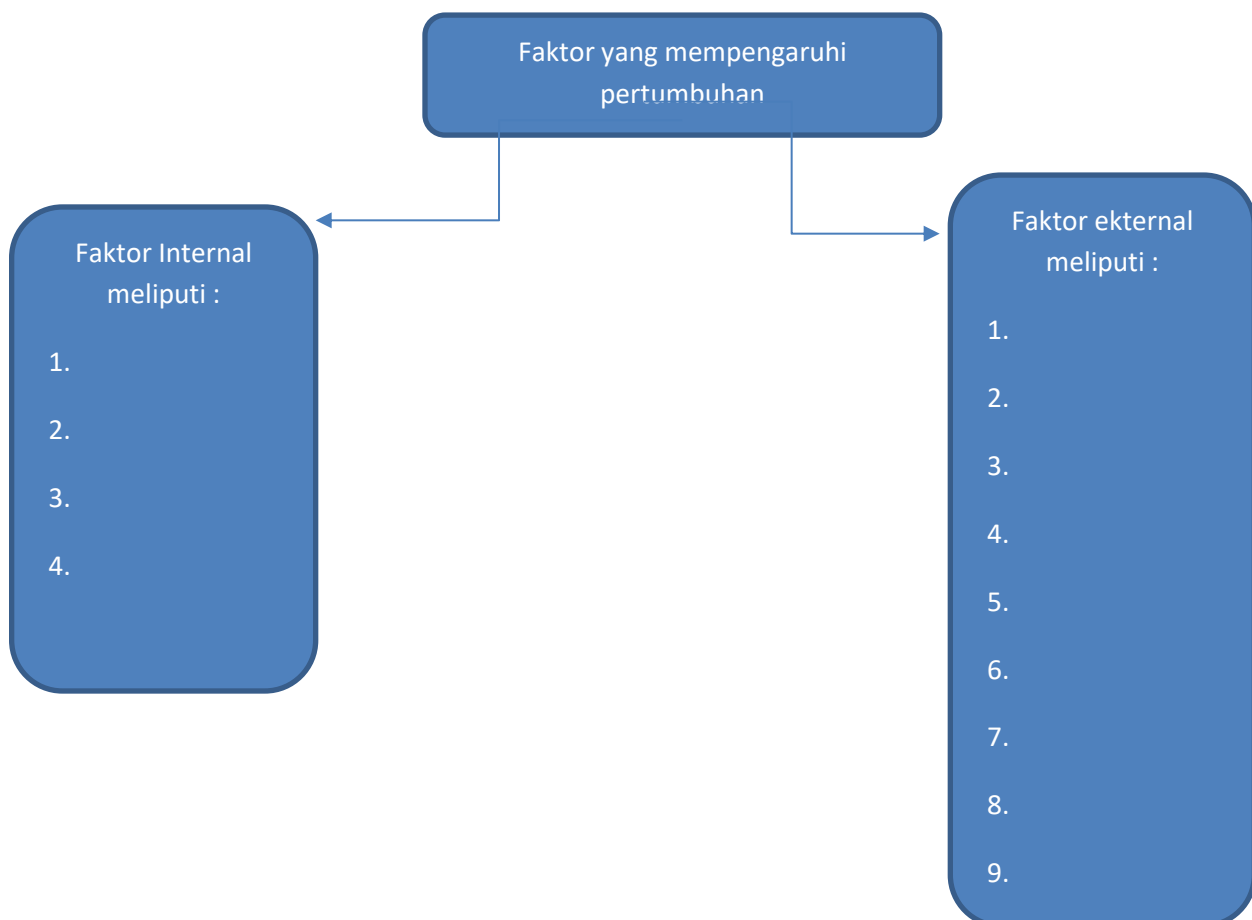 Faktor yang mempengaruhi
pertumbuhan
Faktor Internal
meliputi :
1.
2.
3.
4.
Faktor ekternal
meliputi :
1.
2.
3.
4.
5.
6.
7.
8.
9.